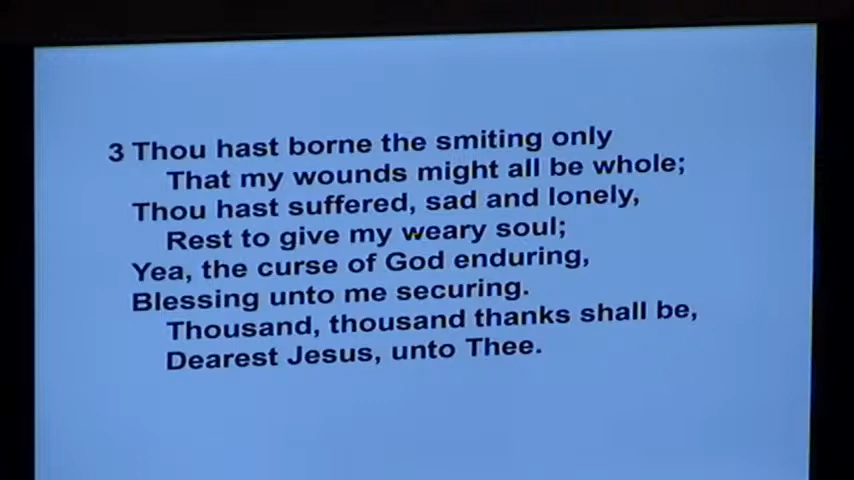 3 Thou hast borne the smiting only
That my wounds might all be whole;
Thou hast suffered, sad and lonely,
Rest to give my weary soul;
Yea, the curse of God enduring,
Blessing unto me securing.
Thousand, thousand thanks shall be,
Dearest Jesus, unto Thee.